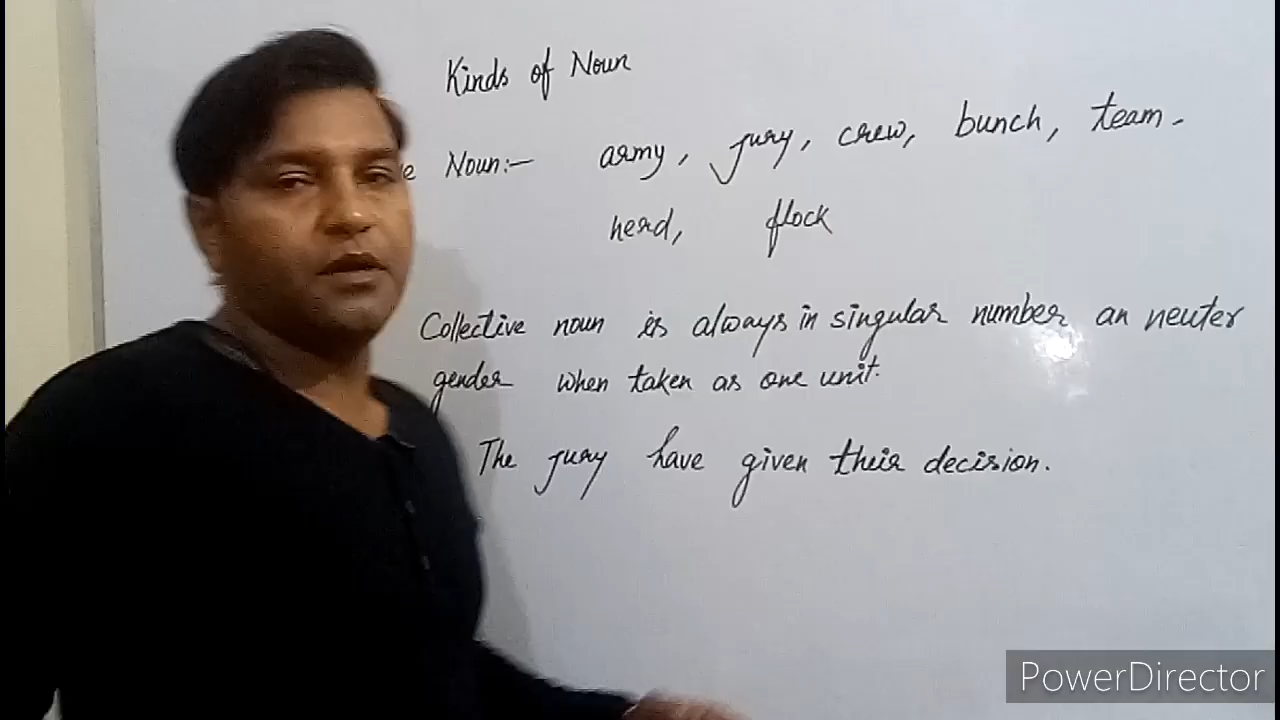 Kinds of Noun
e Noun:- army, jury, crew, bunch, team.
herd, flock
Collective noun is always in singular number an neuter
gender when taken as one unit.
The jury have given their decision.
PowerDirector